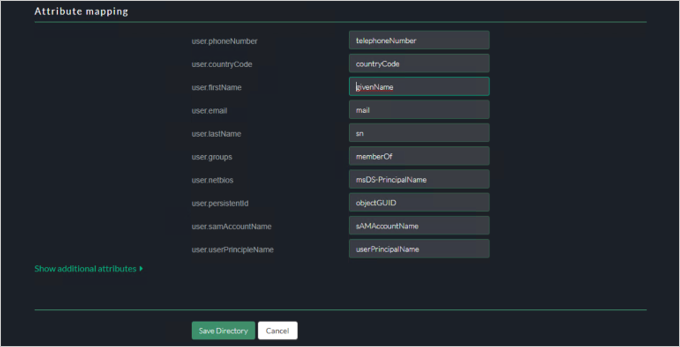 Attribute mapping
user.phoneNumber telephoneNumber
user.countryCode countryCode
user.firstName givenName
user.email mail
user.lastName sn
user.groups memberOf
user.netbios msDS-PrincipalName
user.persistentId objectGUID
user.samAccountName sAMAccountName
user.userPrincipleName userPrincipalName
Show additional attributes
Save Directory Cancel